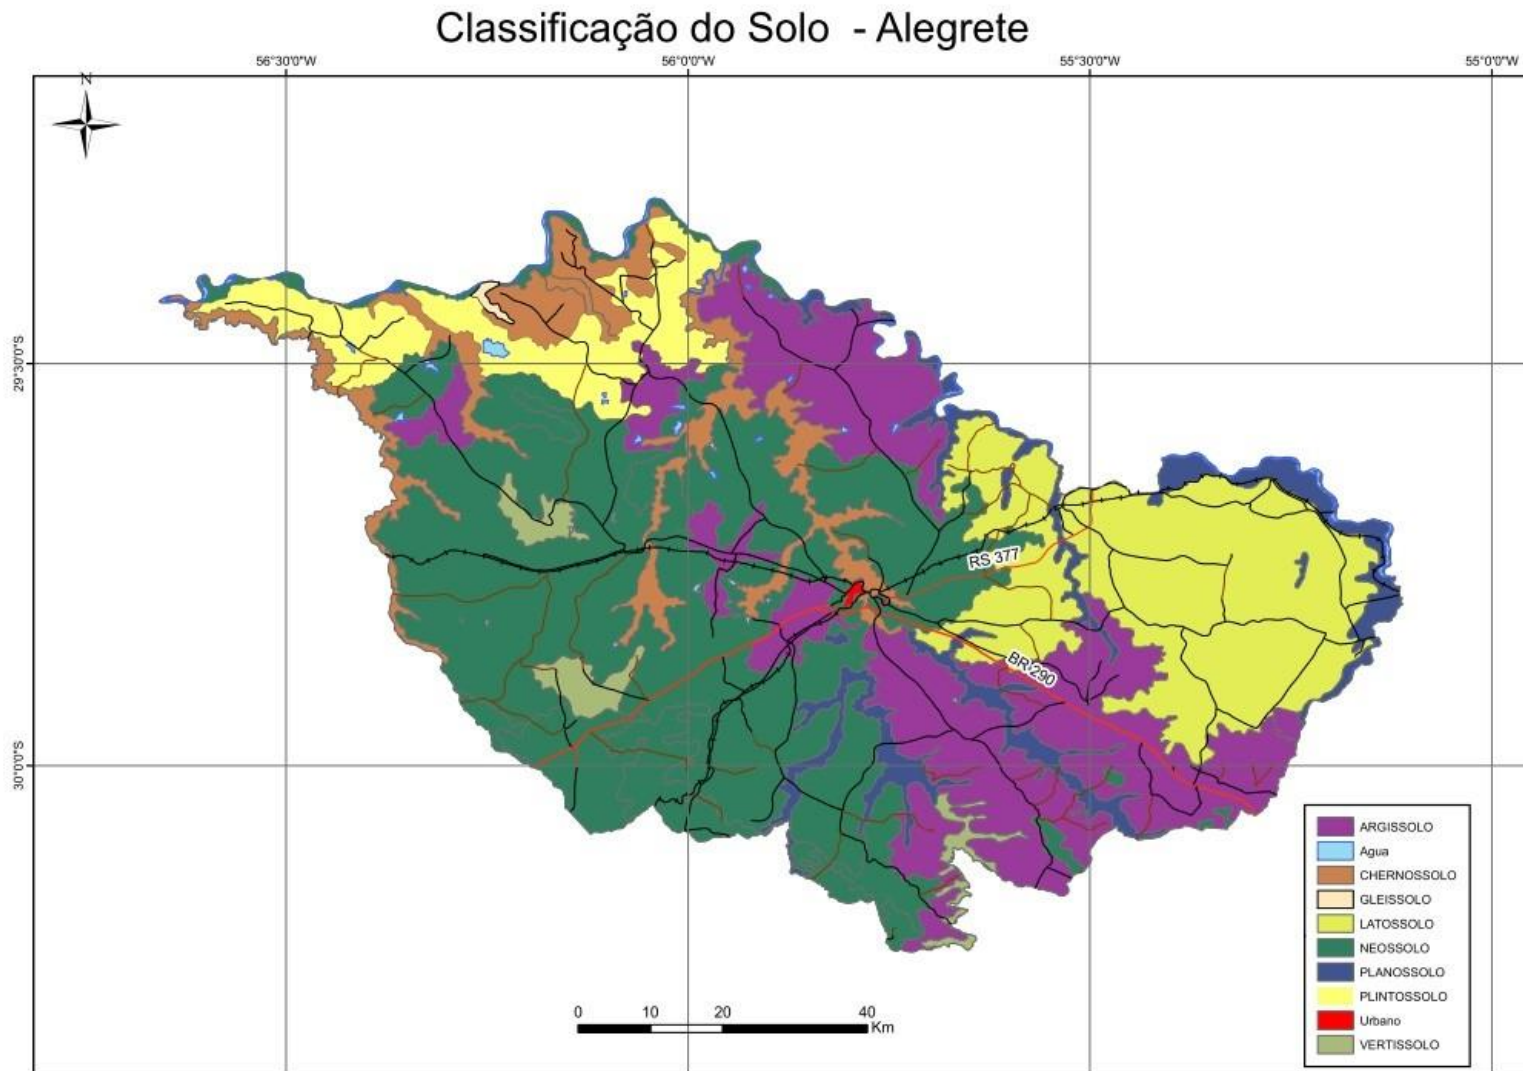 Classificação do Solo - Alegrete
56°30'0"W
56°0'0"W
55°30'0"W
55°0'0"W
N
29°30'0"S
RS 377
BR 290
30°0'0"S
ARGISSOLO
Agua
CHERNOSSOLO
GLEISSOLO
LATOSSOLO
NEOSSOLO
PLANOSSOLO
PLINTOSSOLO
Urbano
VERTISSOLO
0 10 20 40
Km